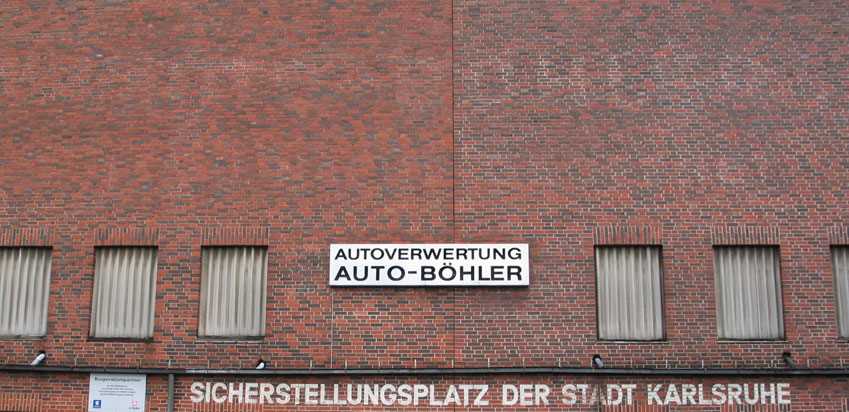 AUTOVERWERTUNG
AUTO-BÖHLER
SICHERSTELLUNGSPLATZ DER STADT KARLSRUHE